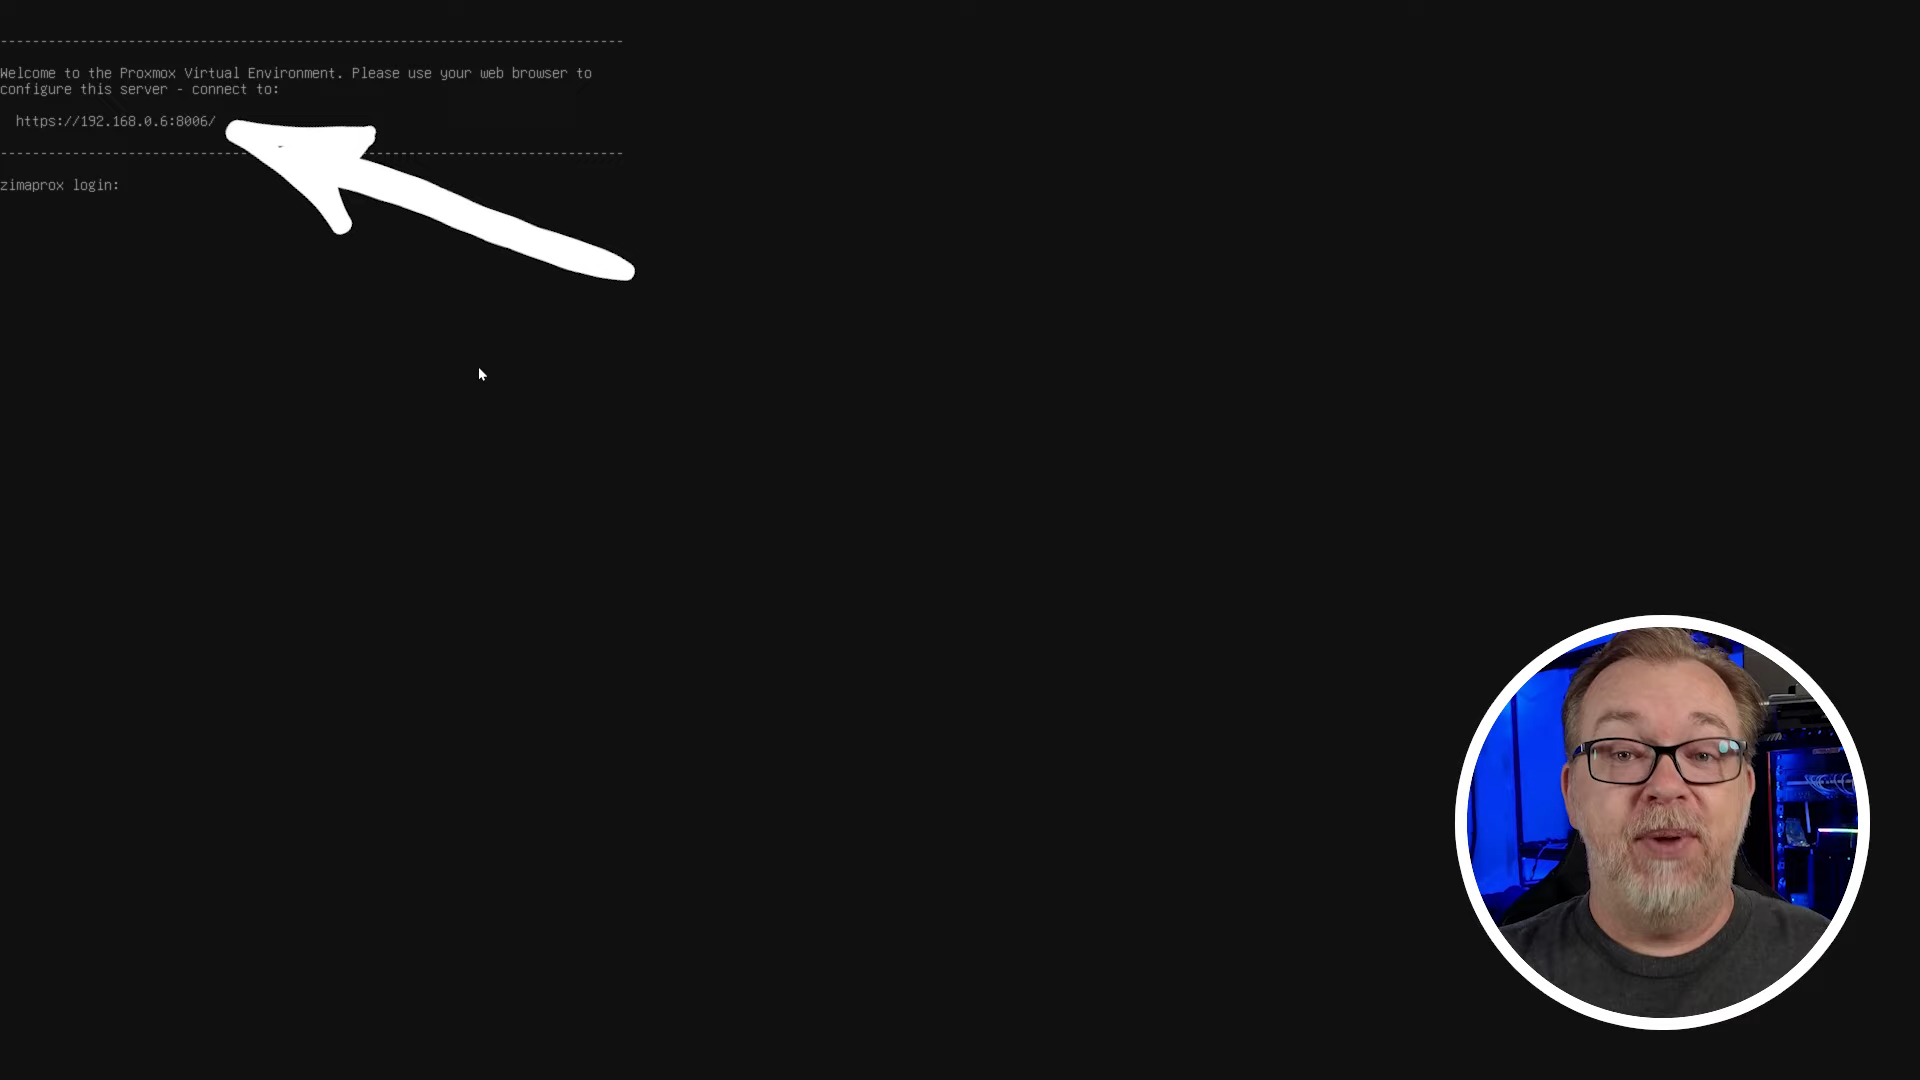 --------------------------------------------------------------------------------
Welcome to the Proxmox Virtual Environment. Please use your web browser to
configure this server - connect to:
https://192.168.0.6:8006/
--------------------------------------------------------------------------------
zimaprox login: